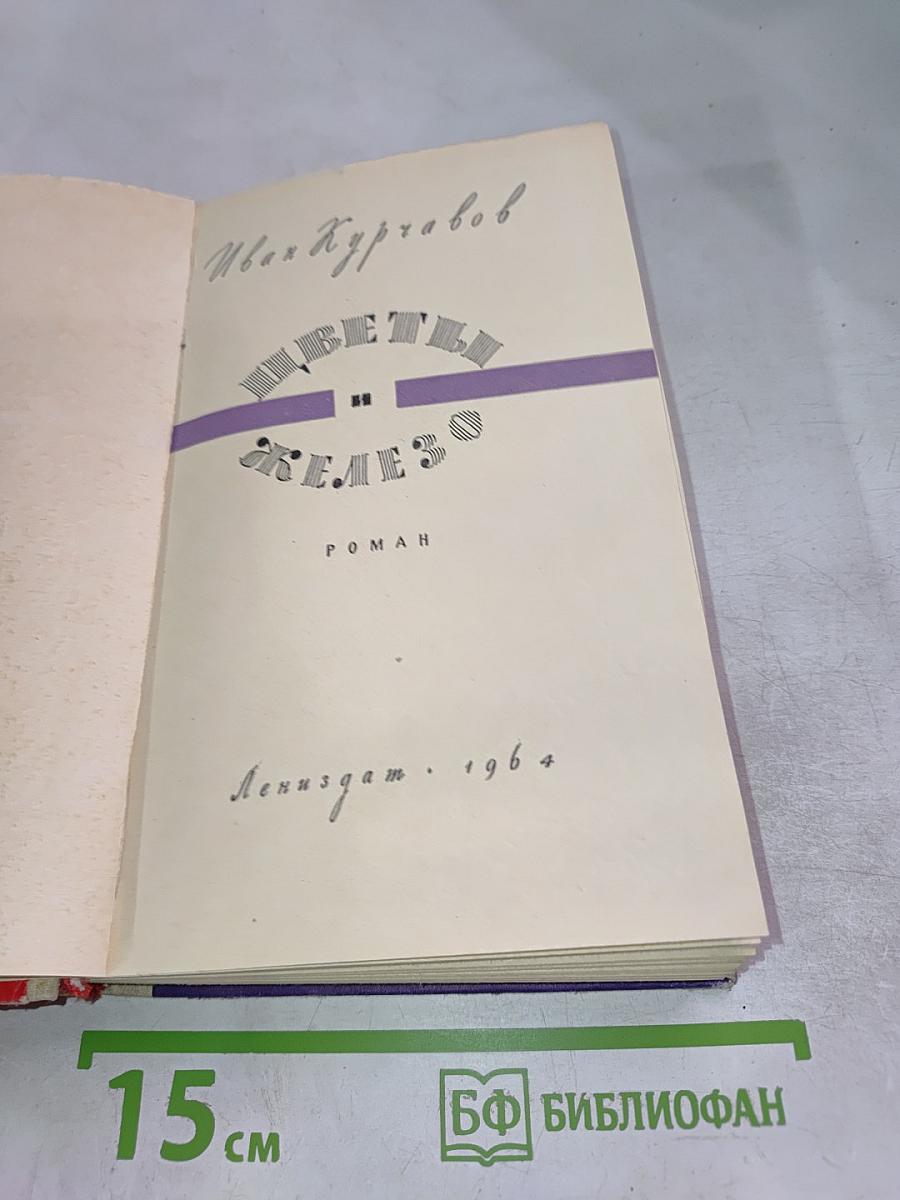 Иван Курчавов
ЦВЕТЫ
и
ЖЕЛЕЗО
РОМАН
Лениздат · 1964
15 см
БФ БИБЛИОФАН